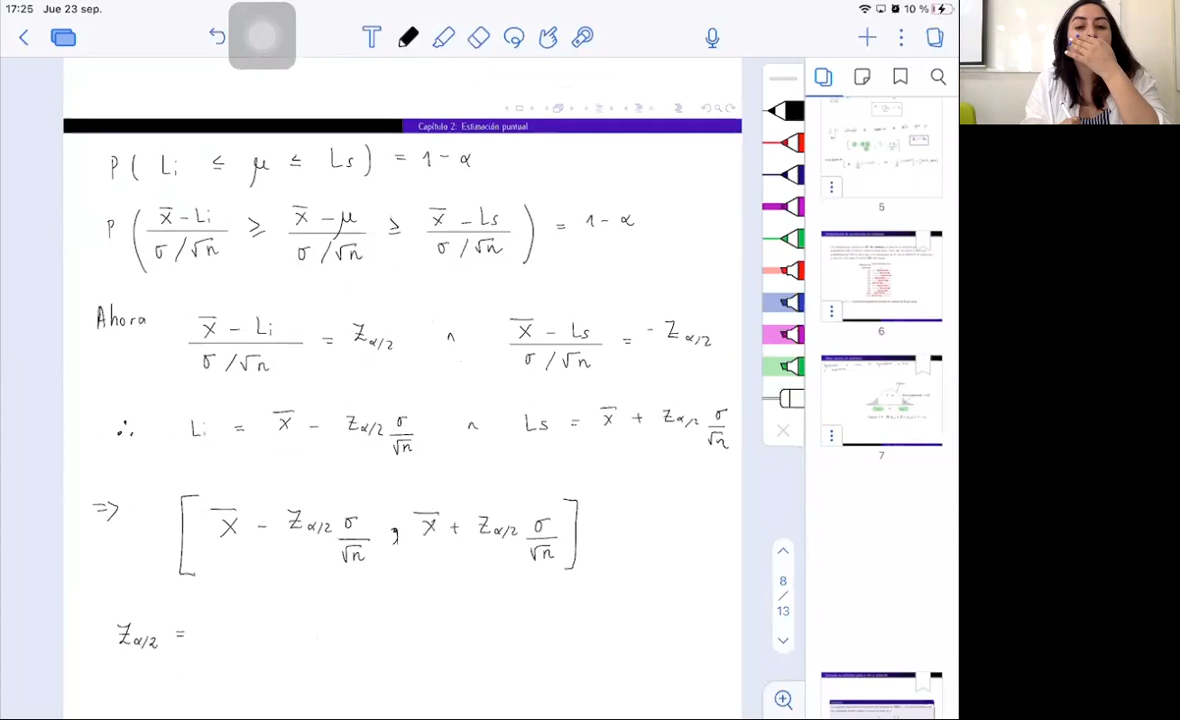 17:25 Jue 23 sep.
10 %
Capítulo 2: Estimación puntual
P ( Li ≤ μ ≤ Ls ) = 1 - α
P ( (x̄ - Li)/(σ/√n) ≥ (x̄ - μ)/(σ/√n) ≥ (x̄ - Ls)/(σ/√n) ) = 1 - α
Ahora (x̄ - Li)/(σ/√n) = Z α/2 ∧ (x̄ - Ls)/(σ/√n) = - Z α/2
∴ Li = x̄ - Z α/2 σ/√n ∧ Ls = x̄ + Z α/2 σ/√n
=> [ x̄ - Z α/2 σ/√n , x̄ + Z α/2 σ/√n ]
Z α/2 =
8
/
13
5
6
7